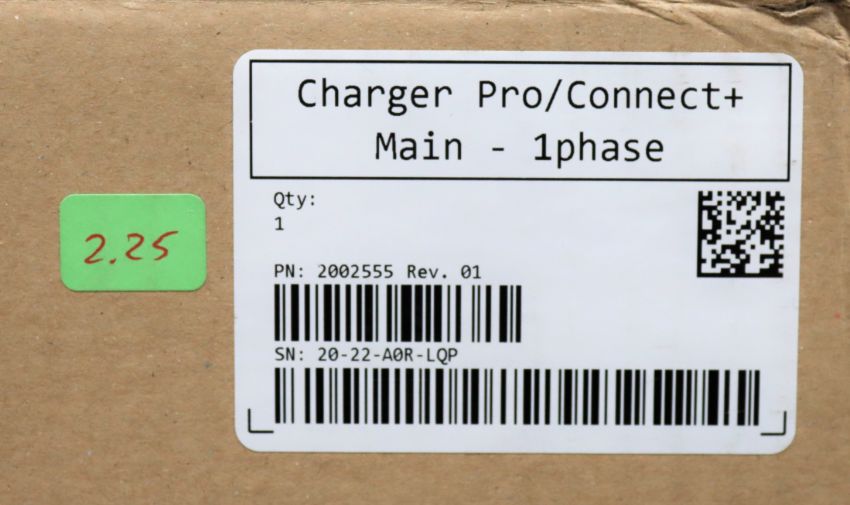 Charger Pro/Connect+
Main - 1phase
2.25
Qty:
1
PN: 2002555 Rev. 01
SN: 20-22-A0R-LQP